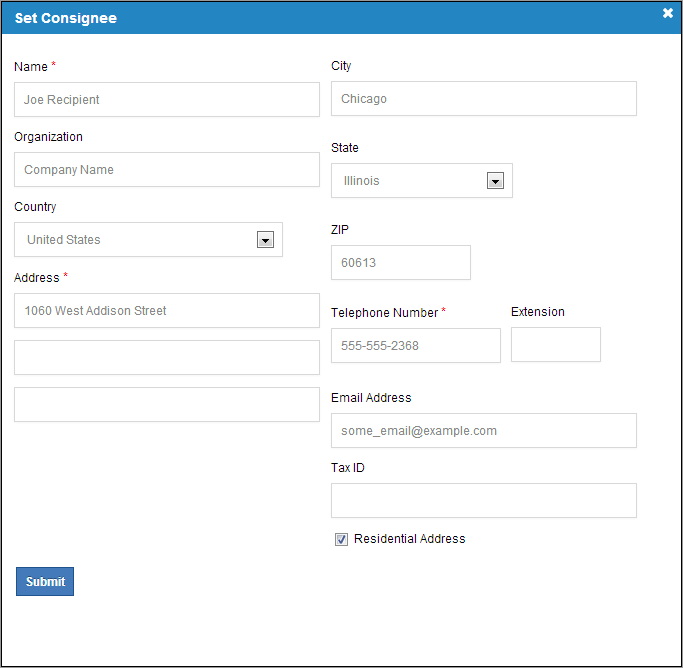 Set Consignee
Name *
Joe Recipient
Organization
Company Name
Country
United States
Address *
1060 West Addison Street
City
Chicago
State
Illinois
ZIP
60613
Telephone Number * Extension
555-555-2368
Email Address
some_email@example.com
Tax ID
Residential Address
Submit